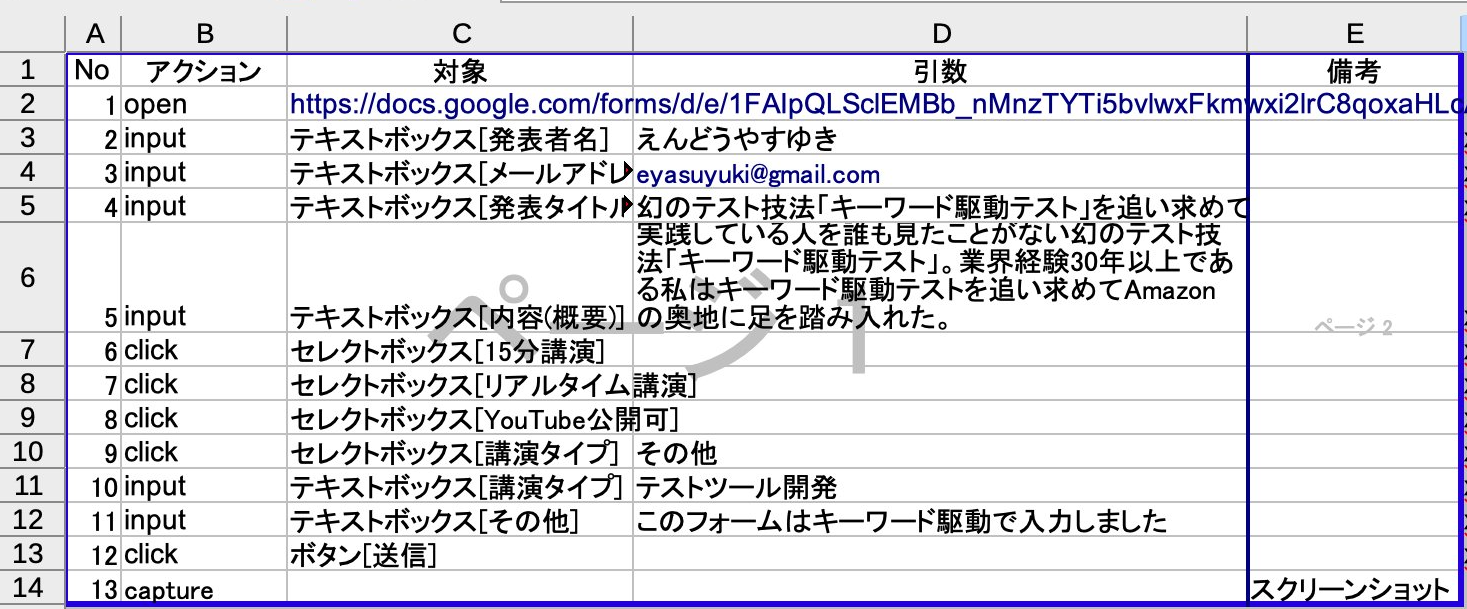 A B C D E
1 No アクション 対象 引数 備考
2 1 open https://docs.google.com/forms/d/e/1FAIpQLSclEMBb_nMnzTYTi5bvlwxFkmwxi2lrC8qoxaHLc
3 2 input テキストボックス[発表者名] えんどうやすゆき
4 3 input テキストボックス[メールアドレ eyasuyuki@gmail.com
5 4 input テキストボックス[発表タイトル 幻のテスト技法「キーワード駆動テスト」を追い求めて
実践している人を誰も見たことがない幻のテスト技
法「キーワード駆動テスト」。業界経験30年以上であ
る私はキーワード駆動テストを追い求めてAmazon
6 5 input テキストボックス[内容(概要)] の奥地に足を踏み入れた。
ページ 1
ページ 2
7 6 click セレクトボックス[15分講演]
8 7 click セレクトボックス[リアルタイム講演]
9 8 click セレクトボックス[YouTube公開可]
10 9 click セレクトボックス[講演タイプ] その他
11 10 input テキストボックス[講演タイプ] テストツール開発
12 11 input テキストボックス[その他] このフォームはキーワード駆動で入力しました
13 12 click ボタン[送信]
14 13 capture スクリーンショット